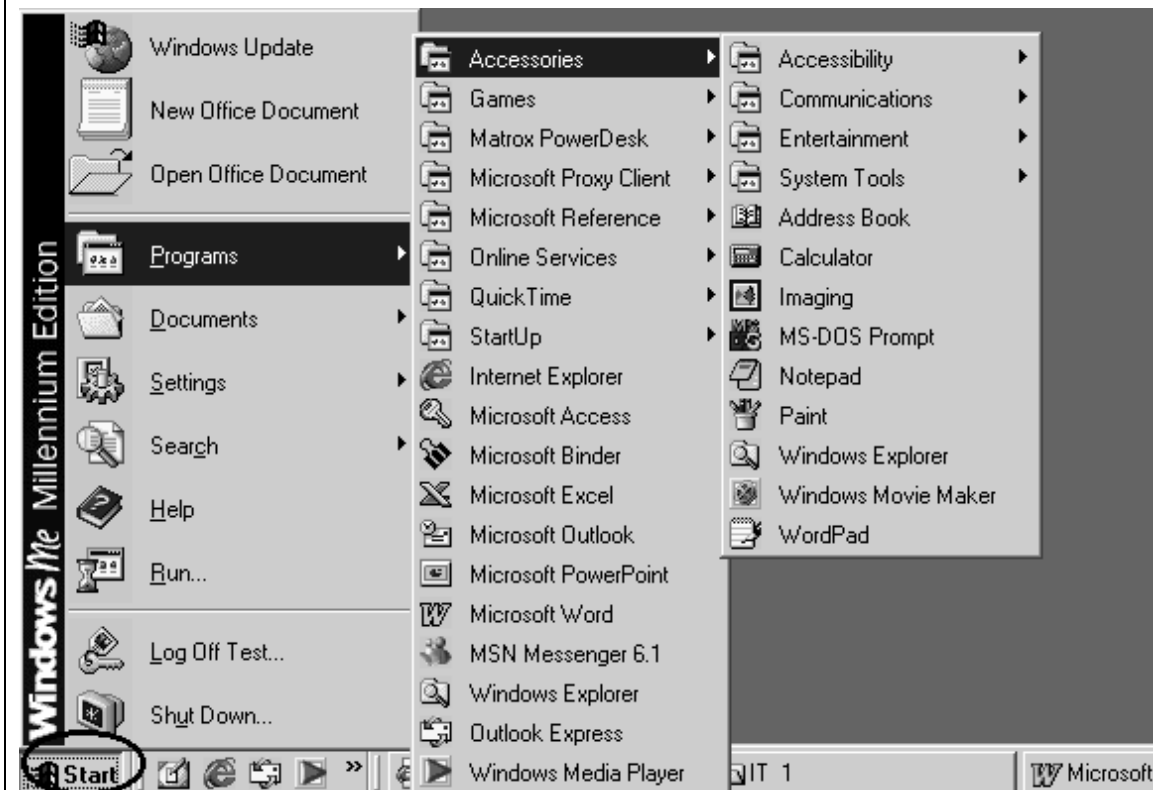 Windows Me Millennium Edition
Windows Update
New Office Document
Open Office Document
Programs
Documents
Settings
Search
Help
Run...
Log Off Test...
Shut Down...
Accessories
Games
Matrox PowerDesk
Microsoft Proxy Client
Microsoft Reference
Online Services
QuickTime
StartUp
Internet Explorer
Microsoft Access
Microsoft Binder
Microsoft Excel
Microsoft Outlook
Microsoft PowerPoint
Microsoft Word
MSN Messenger 6.1
Windows Explorer
Outlook Express
Windows Media Player
Accessibility
Communications
Entertainment
System Tools
Address Book
Calculator
Imaging
MS-DOS Prompt
Notepad
Paint
Windows Explorer
Windows Movie Maker
WordPad
Start
»
IT 1
Microsoft